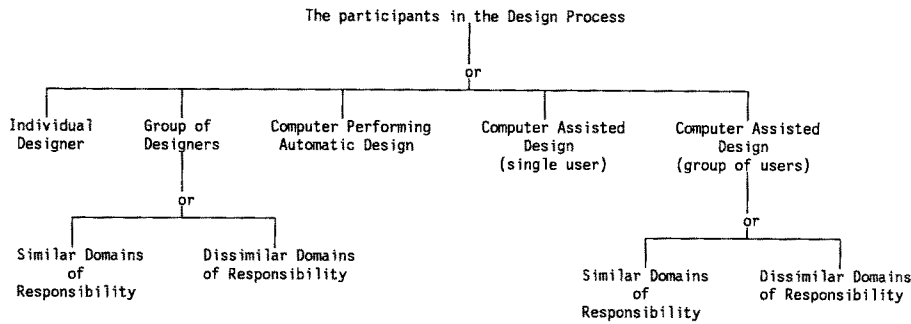 The participants in the Design Process
or
Individual
Designer
Group of
Designers
Computer Performing
Automatic Design
Computer Assisted
Design
(single user)
Computer Assisted
Design
(group of users)
or
Similar Domains
of
Responsibility
Dissimilar Domains
of Responsibility
or
Similar Domains
of
Responsibility
Dissimilar Domains
of Responsibility